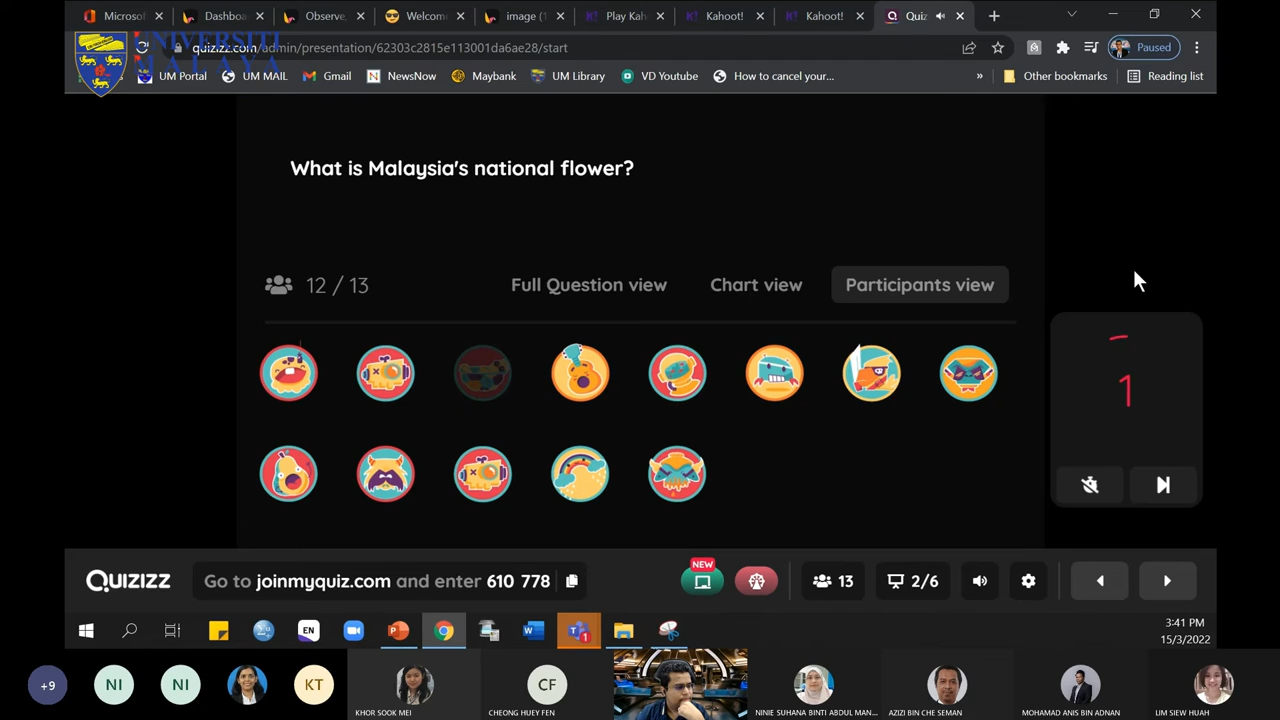 Microsof
Dashboa
Observe,
Welcom
image (1
Play Kah
Kahoot!
Kahoot!
Quiz
UNIVERSITI
MALAYA
quizizz.com/admin/presentation/62303c2815e113001da6ae28/start
Paused
UM Portal
UM MAIL
Gmail
NewsNow
Maybank
UM Library
VD Youtube
How to cancel your...
»
Other bookmarks
Reading list
What is Malaysia's national flower?
12 / 13
Full Question view
Chart view
Participants view
1
QUIZIZZ
Go to joinmyquiz.com and enter 610 778
NEW
13
2/6
EN
1
3:41 PM
15/3/2022
+9
NI
NI
KT
CF
KHOR SOOK MEI
CHEONG HUEY FEN
NINIE SUHANA BINTI ABDUL MAN...
AZIZI BIN CHE SEMAN
MOHAMAD ANIS BIN ADNAN
LIM SIEW HUAH